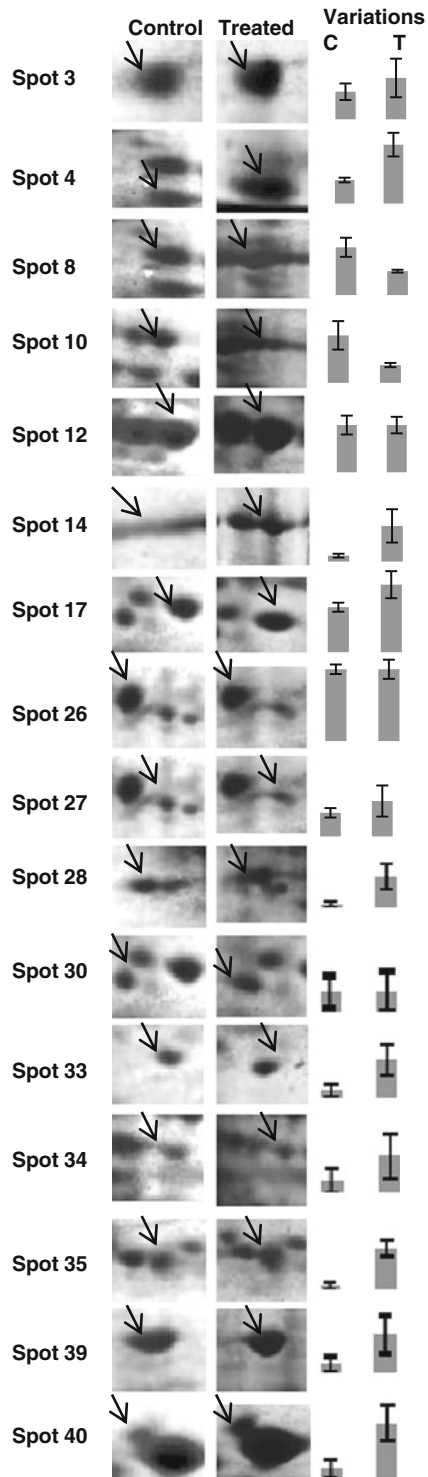 Variations
Control Treated C T
Spot 3
Spot 4
Spot 8
Spot 10
Spot 12
Spot 14
Spot 17
Spot 26
Spot 27
Spot 28
Spot 30
Spot 33
Spot 34
Spot 35
Spot 39
Spot 40